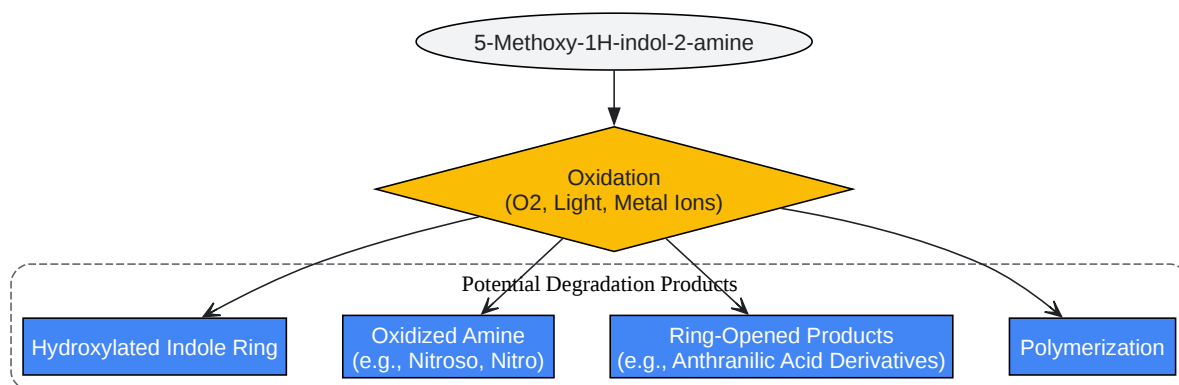 5-Methoxy-1H-indol-2-amine
Oxidation
(O2, Light, Metal Ions)
Potential Degradation Products
Hydroxylated Indole Ring
Oxidized Amine
(e.g., Nitroso, Nitro)
Ring-Opened Products
(e.g., Anthranilic Acid Derivatives)
Polymerization